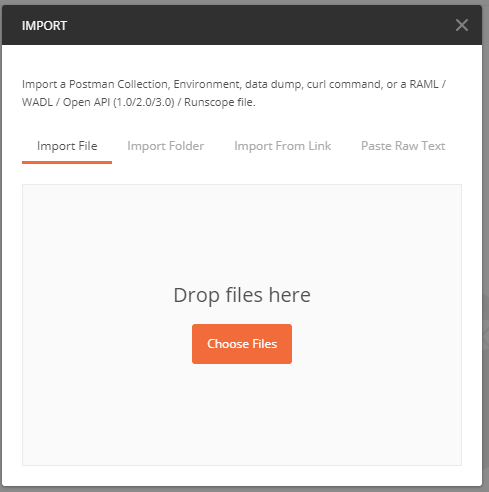 IMPORT
Import a Postman Collection, Environment, data dump, curl command, or a RAML /
WADL / Open API (1.0/2.0/3.0) / Runscope file.
Import File Import Folder Import From Link Paste Raw Text
Drop files here
Choose Files